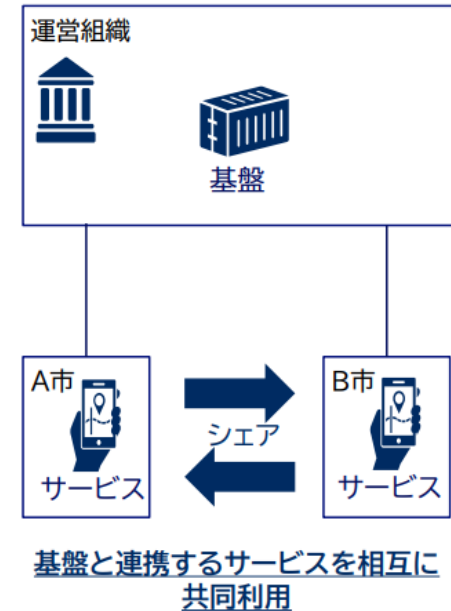 運営組織
基盤
A市
サービス
シェア
B市
サービス
基盤と連携するサービスを相互に
共同利用